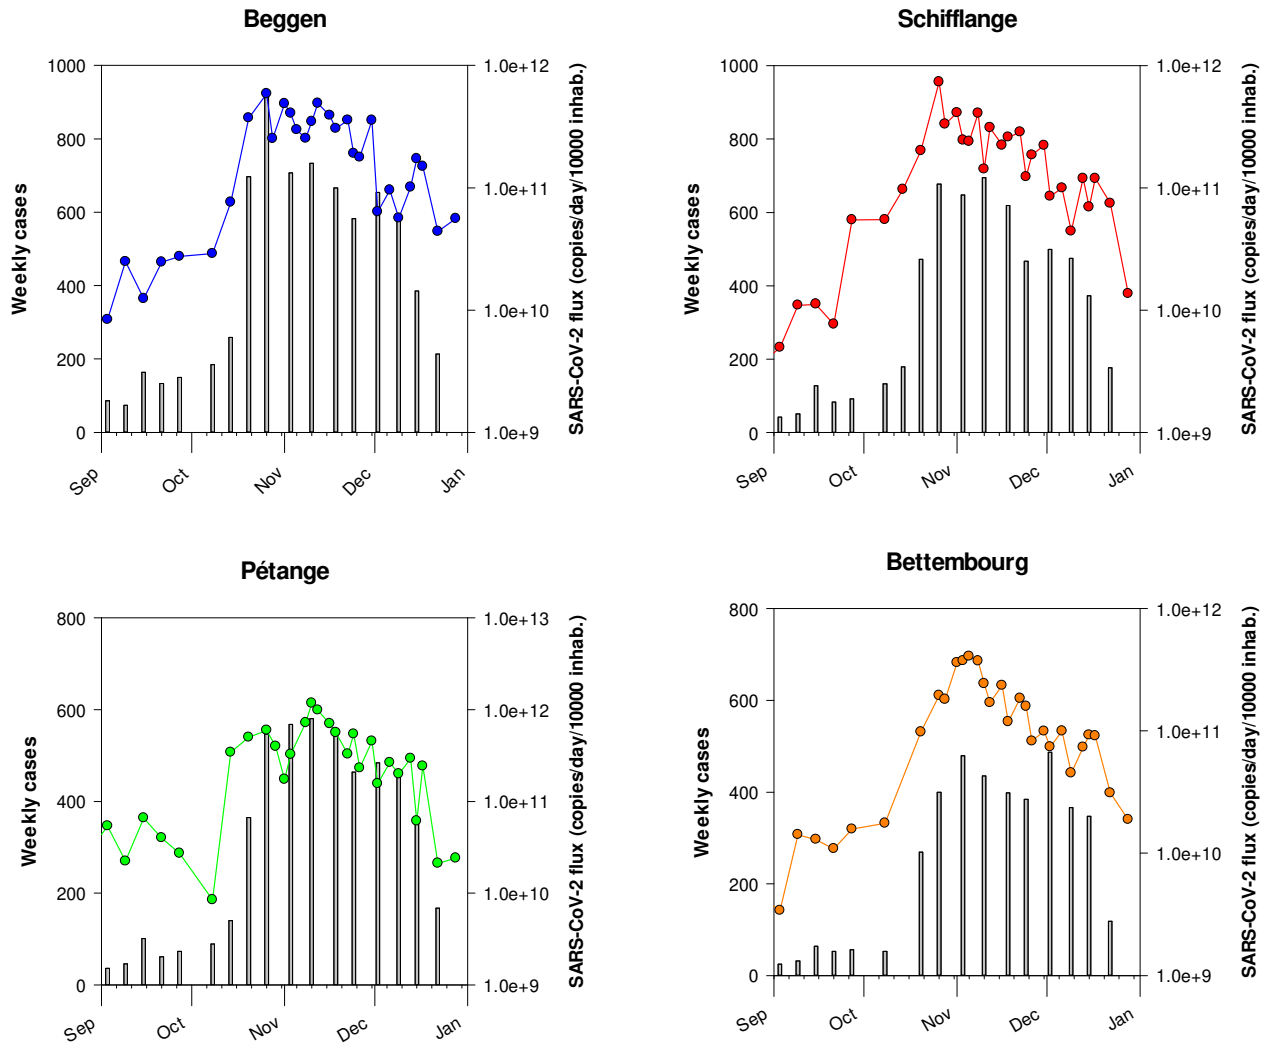 Beggen
1000
800
600
400
200
0
Weekly cases
1.0e+12
1.0e+11
1.0e+10
1.0e+9
SARS-CoV-2 flux (copies/day/10000 inhab.)
Sep
Oct
Nov
Dec
Jan
Schifflange
1000
800
600
400
200
0
Weekly cases
1.0e+12
1.0e+11
1.0e+10
1.0e+9
SARS-CoV-2 flux (copies/day/10000 inhab.)
Sep
Oct
Nov
Dec
Jan
Pétange
800
600
400
200
0
Weekly cases
1.0e+13
1.0e+12
1.0e+11
1.0e+10
1.0e+9
SARS-CoV-2 flux (copies/day/10000 inhab.)
Sep
Oct
Nov
Dec
Jan
Bettembourg
800
600
400
200
0
Weekly cases
1.0e+12
1.0e+11
1.0e+10
1.0e+9
SARS-CoV-2 flux (copies/day/10000 inhab.)
Sep
Oct
Nov
Dec
Jan